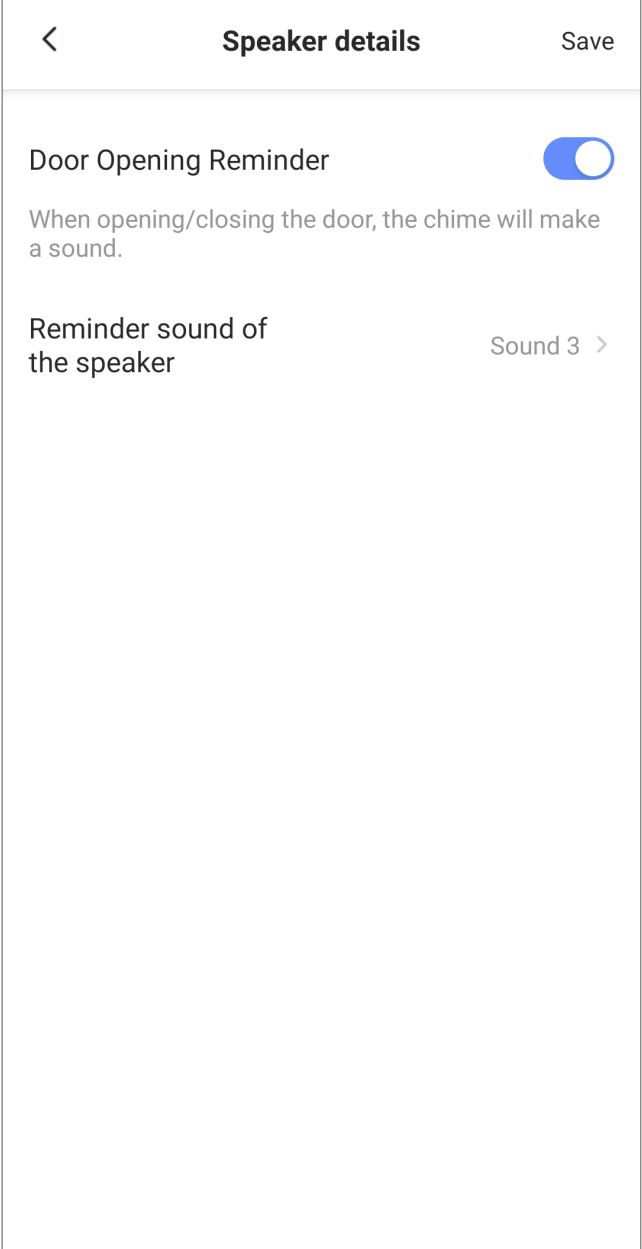 Speaker details
Save
Door Opening Reminder
When opening/closing the door, the chime will make
a sound.
Reminder sound of
the speaker
Sound 3